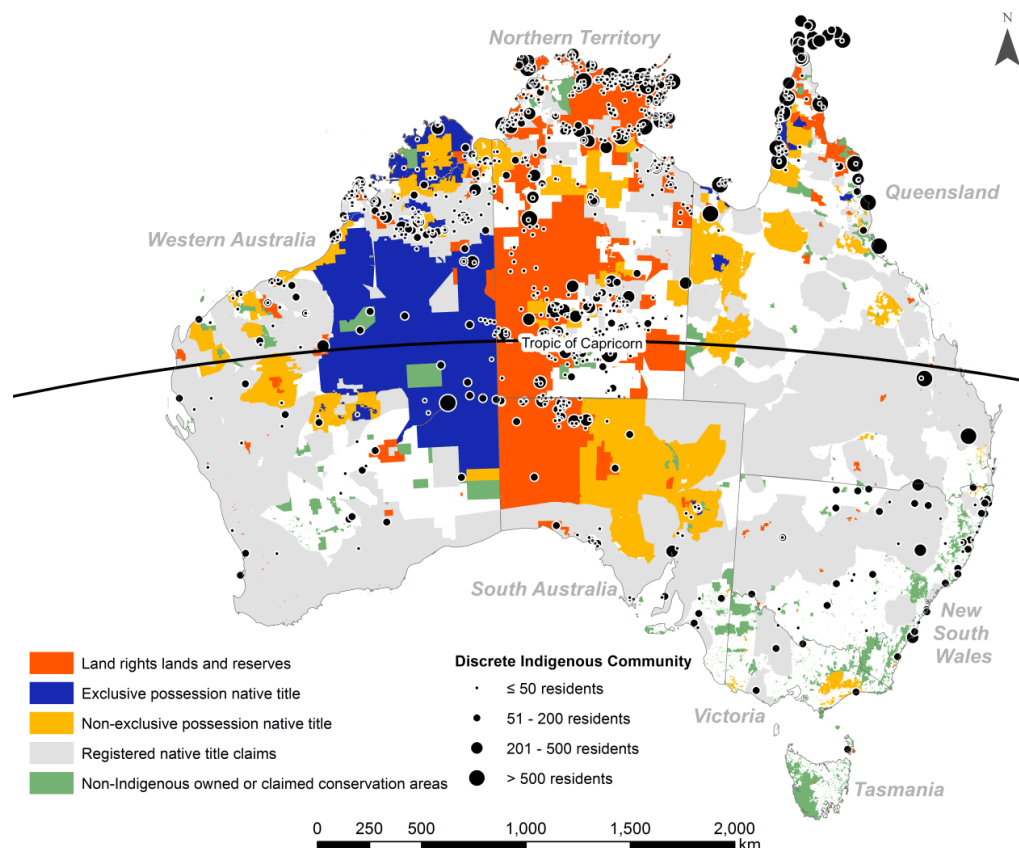 N
Northern Territory
Queensland
Western Australia
Tropic of Capricorn
South Australia
New
South
Wales
Victoria
Tasmania
Land rights lands and reserves
Exclusive possession native title
Non-exclusive possession native title
Registered native title claims
Non-Indigenous owned or claimed conservation areas
Discrete Indigenous Community
≤ 50 residents
51 - 200 residents
201 - 500 residents
> 500 residents
0 250 500 1,000 1,500 2,000
km